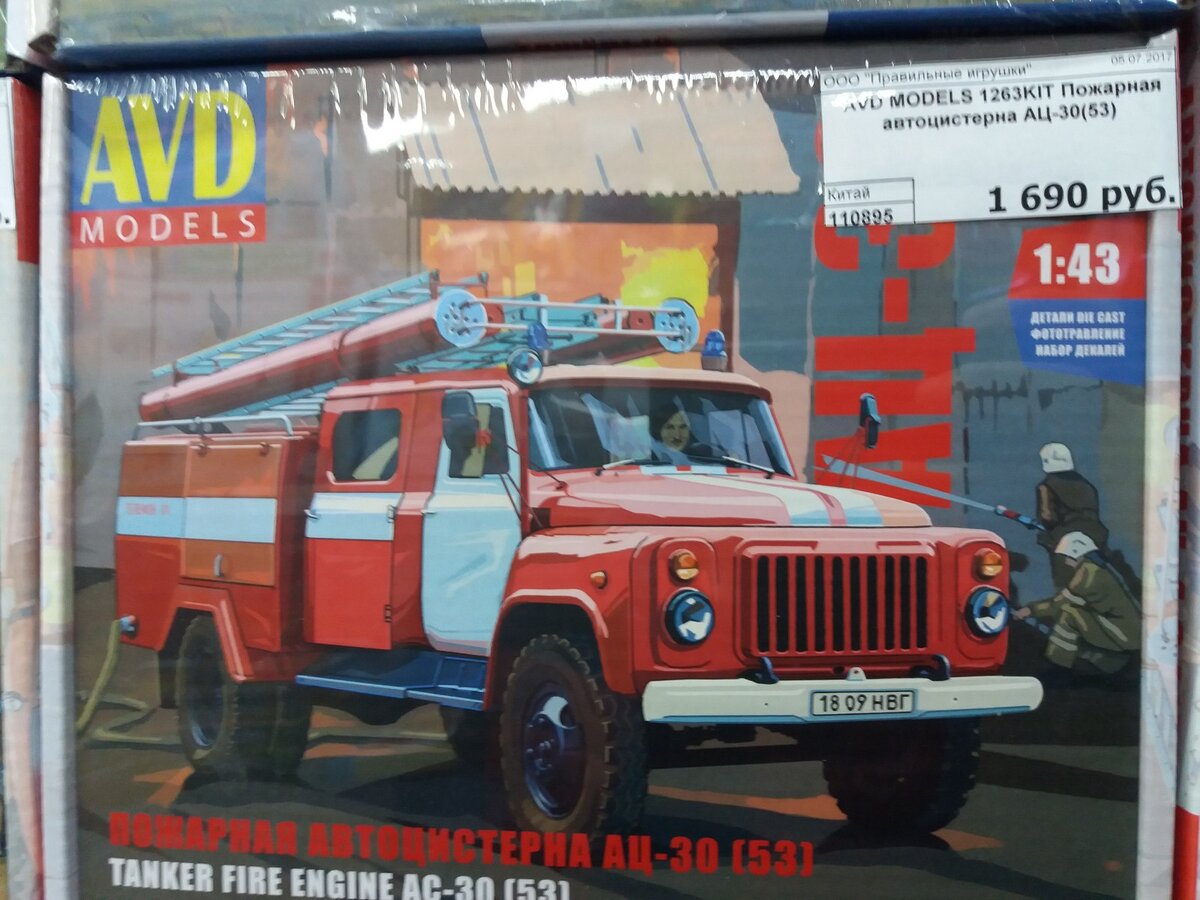 AVD
MODELS
ООО "Правильные игрушки"
05.07.2017
AVD MODELS 1263KIT Пожарная
автоцистерна АЦ-30(53)
Китай
110895
1 690 руб.
1:43
ДЕТАЛИ DIE CAST
ФОТОТРАВЛЕНИЕ
НАБОР ДЕКАЛЕЙ
АЦ-3
18 09 НВГ
ПОЖАРНАЯ АВТОЦИСТЕРНА АЦ-30 (53)
TANKER FIRE ENGINE AC-30 (53)